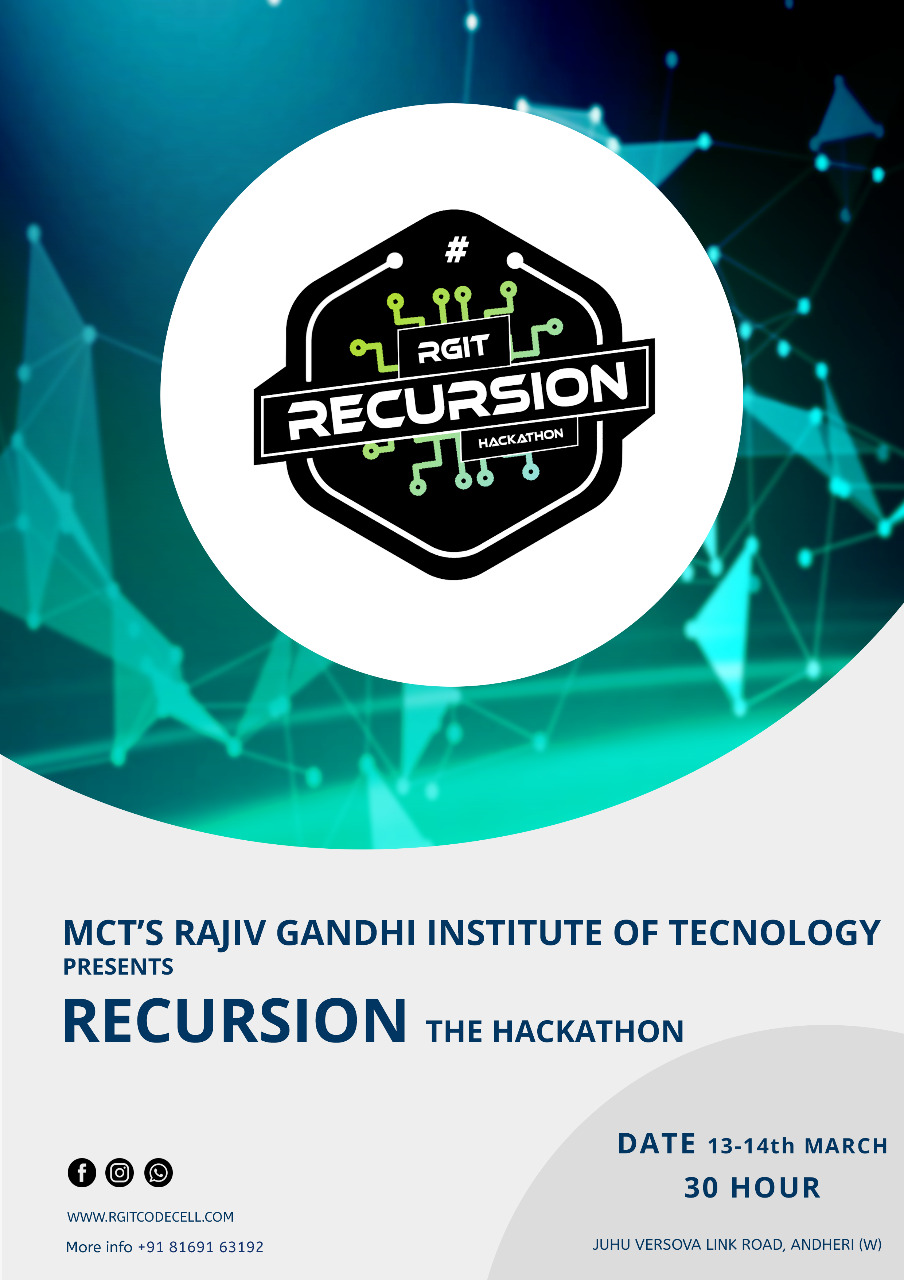 #
RGIT
RECURSION
HACKATHON
MCT'S RAJIV GANDHI INSTITUTE OF TECNOLOGY
PRESENTS
RECURSION THE HACKATHON
DATE 13-14th MARCH
30 HOUR
WWW.RGITCODECELL.COM
More info +91 81691 63192
JUHU VERSOVA LINK ROAD, ANDHERI (W)